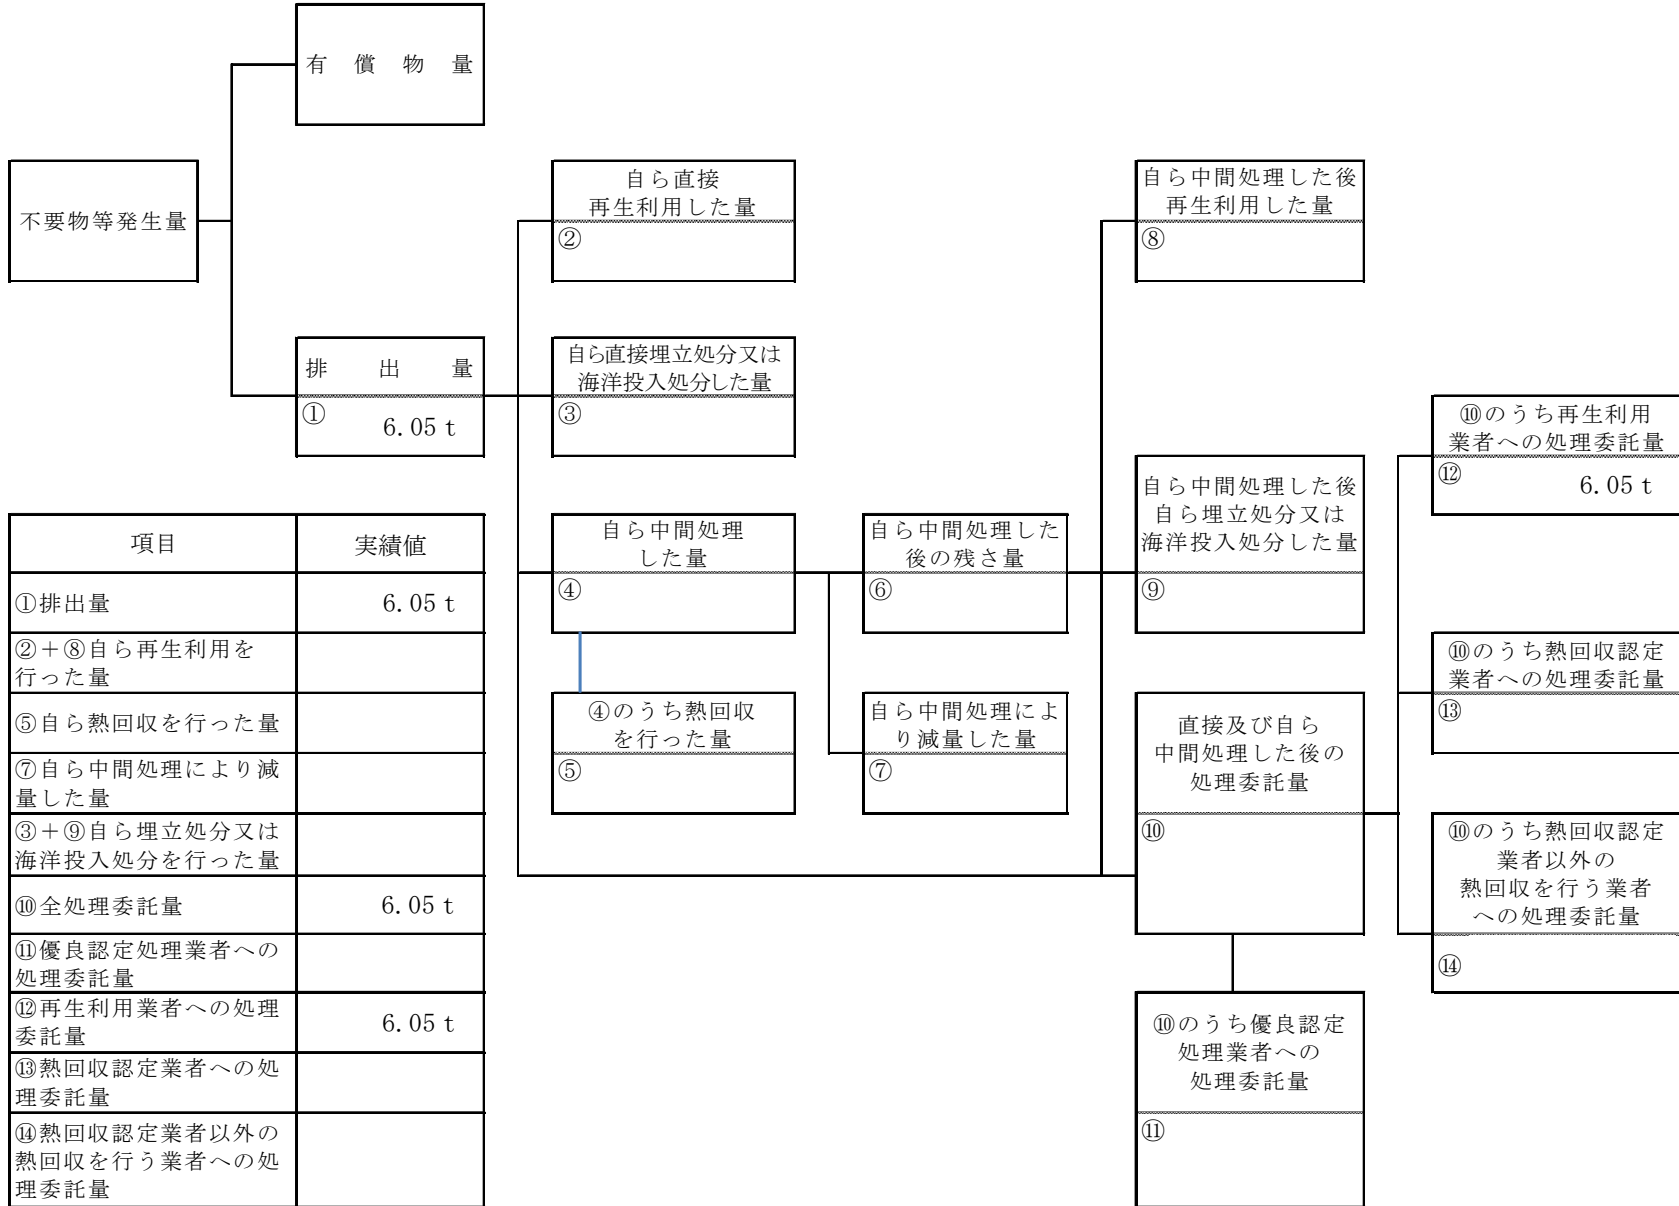 有償物量
不要物等発生量
自ら直接
再生利用した量
②
自ら中間処理した後
再生利用した量
⑧
排出量
①
6.05 t
自ら直接埋立処分又は
海洋投入処分した量
③
⑩のうち再生利用
業者への処理委託量
⑫
6.05 t
自ら中間処理
した量
④
自ら中間処理した
後の残さ量
⑥
自ら中間処理した後
自ら埋立処分又は
海洋投入処分した量
⑨
④のうち熱回収
を行った量
⑤
自ら中間処理によ
り減量した量
⑦
直接及び自ら
中間処理した後の
処理委託量
⑩
⑩のうち熱回収認定
業者への処理委託量
⑬
⑩のうち熱回収認定
業者以外の
熱回収を行う業者
への処理委託量
⑭
⑩のうち優良認定
処理業者への
処理委託量
⑪
項目 実績値
①排出量 6.05 t
②＋⑧自ら再生利用を
行った量
⑤自ら熱回収を行った量
⑦自ら中間処理により減
量した量
③＋⑨自ら埋立処分又は
海洋投入処分を行った量
⑩全処理委託量 6.05 t
⑪優良認定処理業者への
処理委託量
⑫再生利用業者への処理
委託量 6.05 t
⑬熱回収認定業者への処
理委託量
⑭熱回収認定業者以外の
熱回収を行う業者への処
理委託量